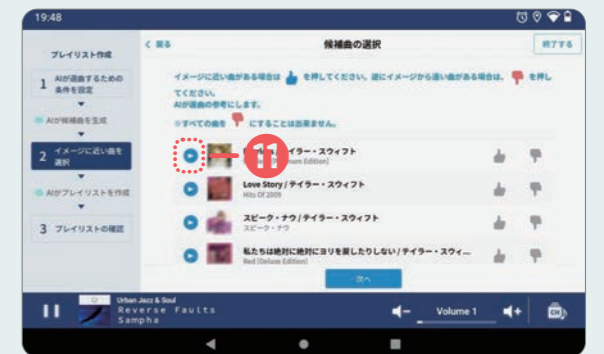 19:48
プレイリスト作成
1 AIが選曲するための
条件を設定
AIが候補曲を生成
2 イメージに近い曲を
選択
AIがプレイリストを作成
3 プレイリストの確認
< 戻る
候補曲の選択
終了する
イメージに近い曲がある場合は を押してください。逆にイメージから遠い曲がある場合は、 を押し
てください。
AIが選曲の参考にします。
※すべての曲を にすることは出来ません。
11
イラー・スウィフト
Edition]
Love Story / テイラー・スウィフト
Hits Of 2009
スピーク・ナウ / テイラー・スウィフト
スピーク・ナウ
私たちは絶対に絶対にヨリを戻したりしない / テイラー・スウィ...
Red (Deluxe Edition)
次へ
Urban Jazz & Soul
Reverse Faults
Sampha
Volume 1
CH